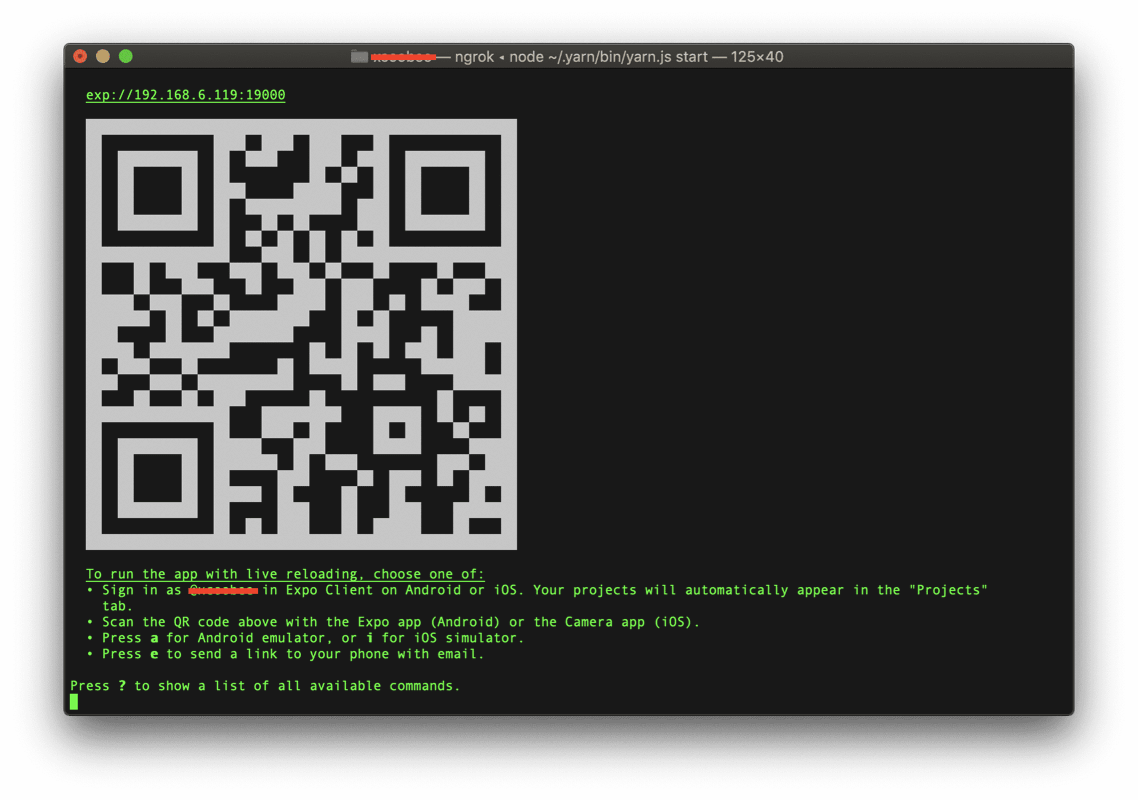 — ngrok ◂ node ~/.yarn/bin/yarn.js start — 125×40
exp://192.168.6.119:19000
To run the app with live reloading, choose one of:
• Sign in as in Expo Client on Android or iOS. Your projects will automatically appear in the "Projects"
tab.
• Scan the QR code above with the Expo app (Android) or the Camera app (iOS).
• Press a for Android emulator, or i for iOS simulator.
• Press e to send a link to your phone with email.
Press ? to show a list of all available commands.